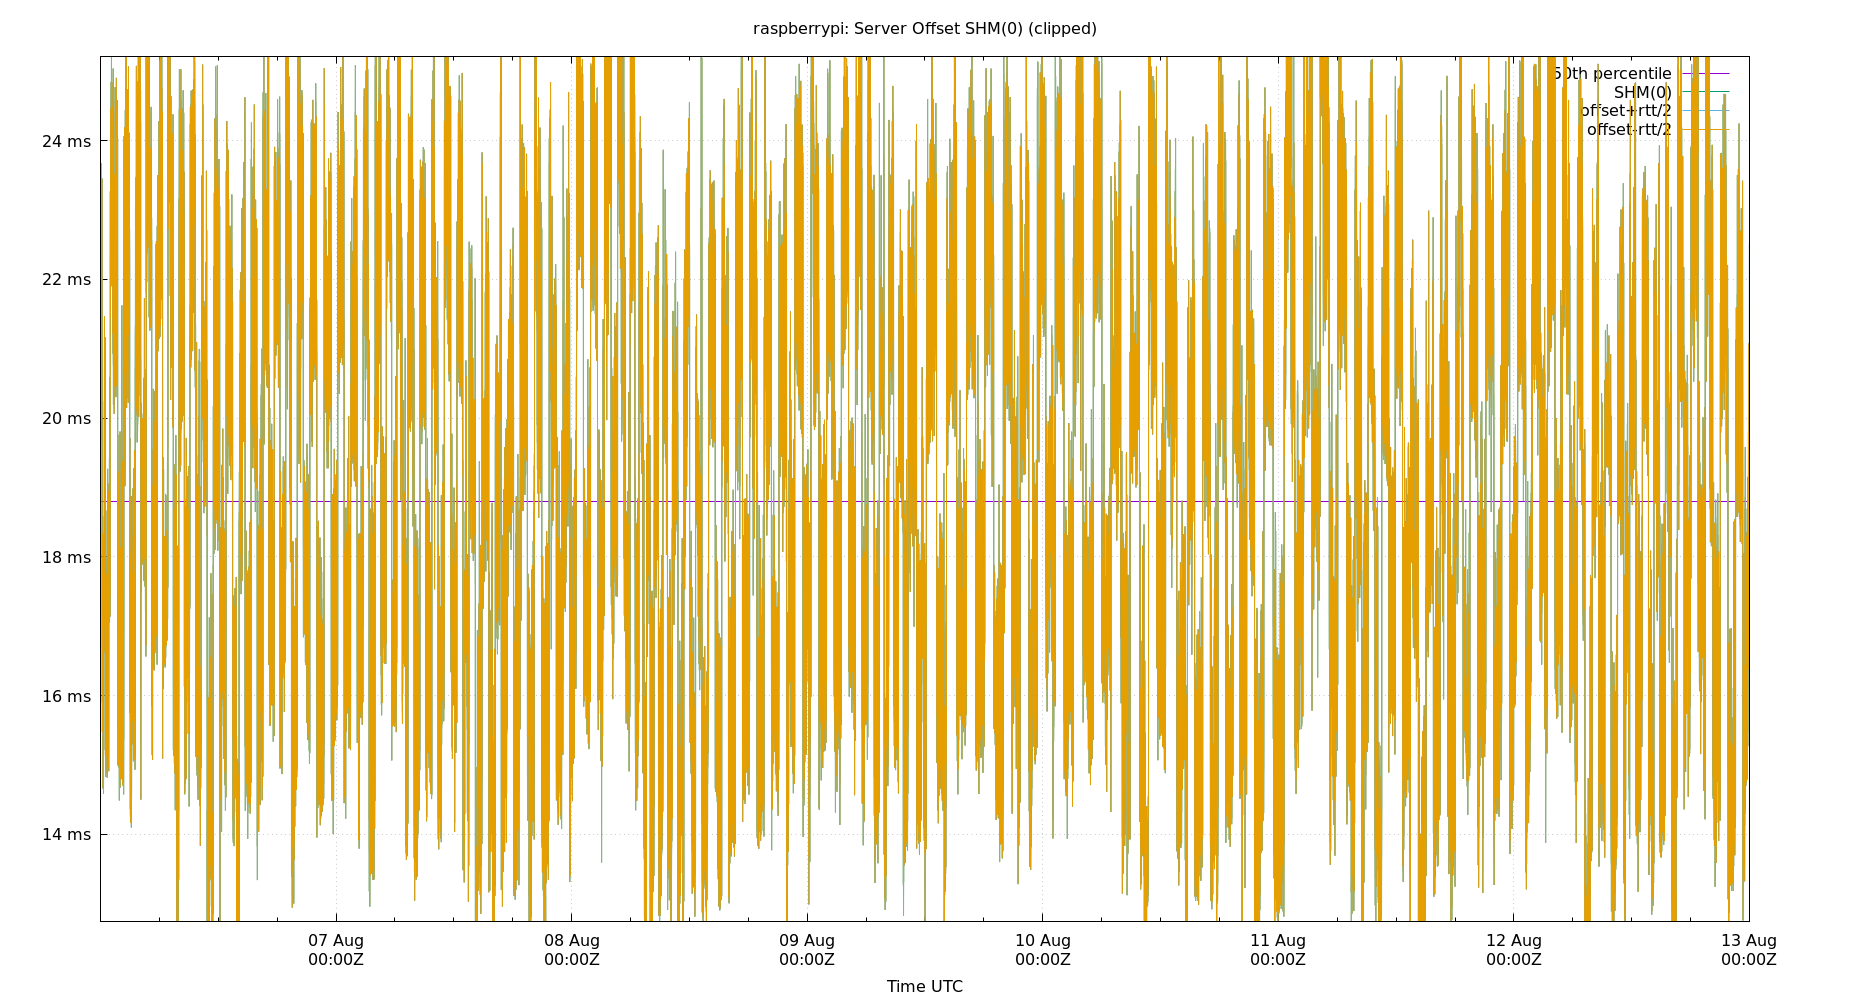 raspberrypi: Server Offset SHM(0) (clipped)
50th percentile
SHM(0)
offset+rtt/2
offset-rtt/2
24 ms
22 ms
20 ms
18 ms
16 ms
14 ms
07 Aug
00:00Z
08 Aug
00:00Z
09 Aug
00:00Z
10 Aug
00:00Z
11 Aug
00:00Z
12 Aug
00:00Z
13 Aug
00:00Z
Time UTC